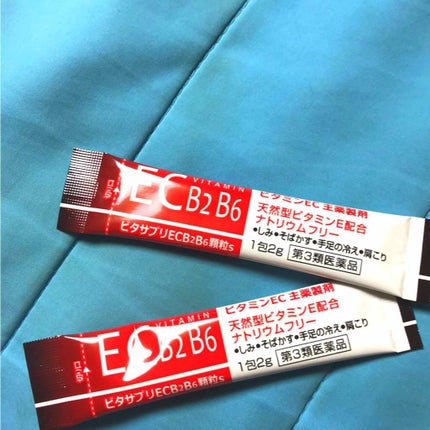 VITAMIN
ECB2B6
ビタサプリECB2B6顆粒S
ビタミンEC主薬製剤
天然型ビタミンE配合
ナトリウムフリー
•しみ•そばかす•手足の冷え•肩こり
1包2g 第3類医薬品
VITAMIN
ECB2B6
ビタサプリECB2B6顆粒S
ビタミンEC主薬製剤
天然型ビタミンE配合
ナトリウムフリー
•しみ•そばかす•手足の冷え•肩こり
1包2g 第3類医薬品